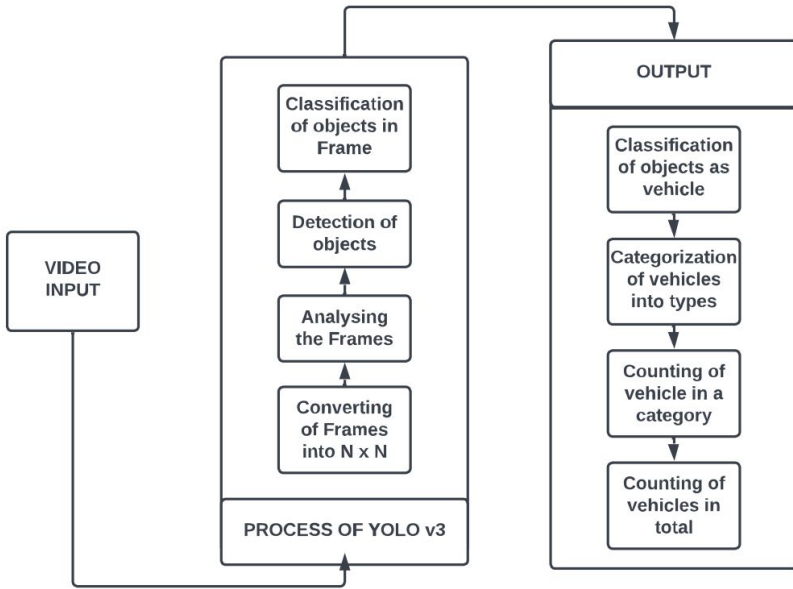 VIDEO
INPUT
Classification
of objects in
Frame
Detection of
objects
Analysing
the Frames
Converting
of Frames
into N x N
PROCESS OF YOLO v3
OUTPUT
Classification
of objects as
vehicle
Categorization
of vehicles
into types
Counting of
vehicle in a
category
Counting of
vehicles in
total